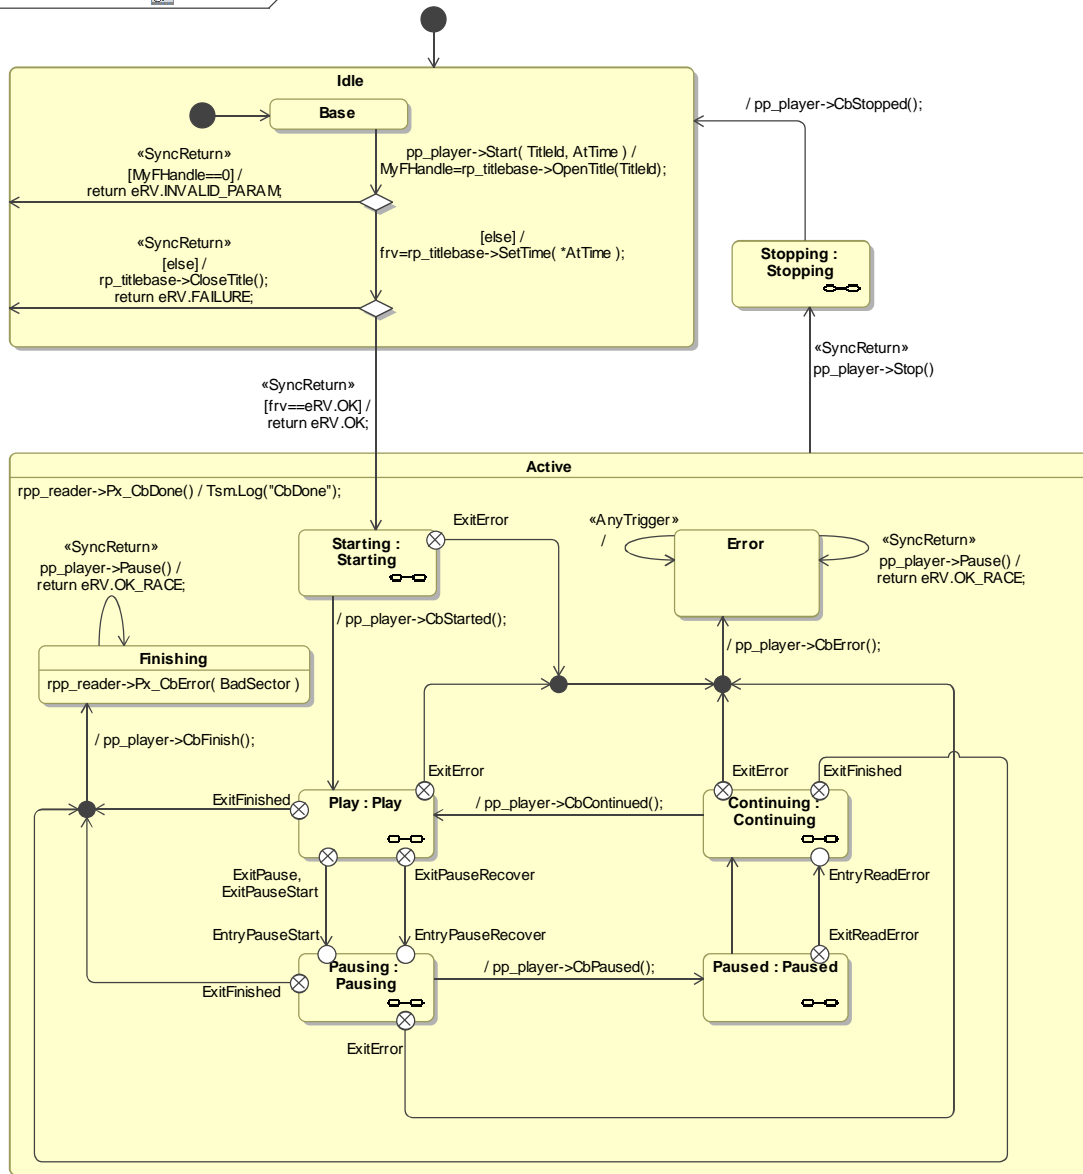 Idle
Base
/ pp_player->CbStopped();
«SyncReturn»
[MyFHandle==0] /
return eRV.INVALID_PARAM;
pp_player->Start( TitleId, AtTime ) /
MyFHandle=rp_titlebase->OpenTitle(TitleId);
«SyncReturn»
[else] /
rp_titlebase->CloseTitle();
return eRV.FAILURE;
[else] /
frv=rp_titlebase->SetTime( *AtTime );
Stopping :
Stopping
«SyncReturn»
pp_player->Stop()
«SyncReturn»
[frv==eRV.OK] /
return eRV.OK;
Active
rpp_reader->Px_CbDone() / Tsm.Log("CbDone");
Starting :
Starting
ExitError
«AnyTrigger»
/
Error
«SyncReturn»
pp_player->Pause() /
return eRV.OK_RACE;
«SyncReturn»
pp_player->Pause() /
return eRV.OK_RACE;
/ pp_player->CbStarted();
/ pp_player->CbError();
Finishing
rpp_reader->Px_CbError( BadSector )
/ pp_player->CbFinish();
ExitError
ExitError
ExitFinished
ExitFinished
Play : Play
/ pp_player->CbContinued();
Continuing :
Continuing
ExitPause,
ExitPauseStart
ExitPauseRecover
EntryReadError
EntryPauseStart
EntryPauseRecover
ExitReadError
Pausing :
Pausing
/ pp_player->CbPaused();
Paused : Paused
ExitFinished
ExitError